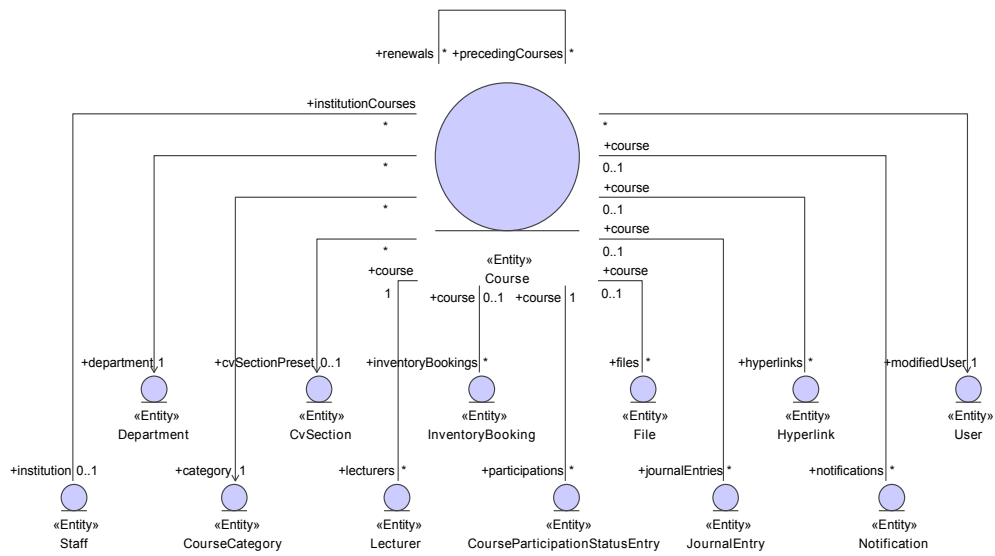 +renewals * +precedingCourses *
+institutionCourses
* *
+course
* 0..1
+course
* 0..1
+course
* 0..1
«Entity»
Course
+course +course
1 0..1
+course 0..1 +course 1
+department 1 +cvSectionPreset 0..1 +inventoryBookings * +files * +hyperlinks * +modifiedUser 1
«Entity» «Entity» «Entity» «Entity» «Entity» «Entity»
Department CvSection InventoryBooking File Hyperlink User
+institution 0..1 +category 1 +lecturers * +participations * +journalEntries * +notifications *
«Entity» «Entity» «Entity» «Entity» «Entity» «Entity»
Staff CourseCategory Lecturer CourseParticipationStatusEntry JournalEntry Notification